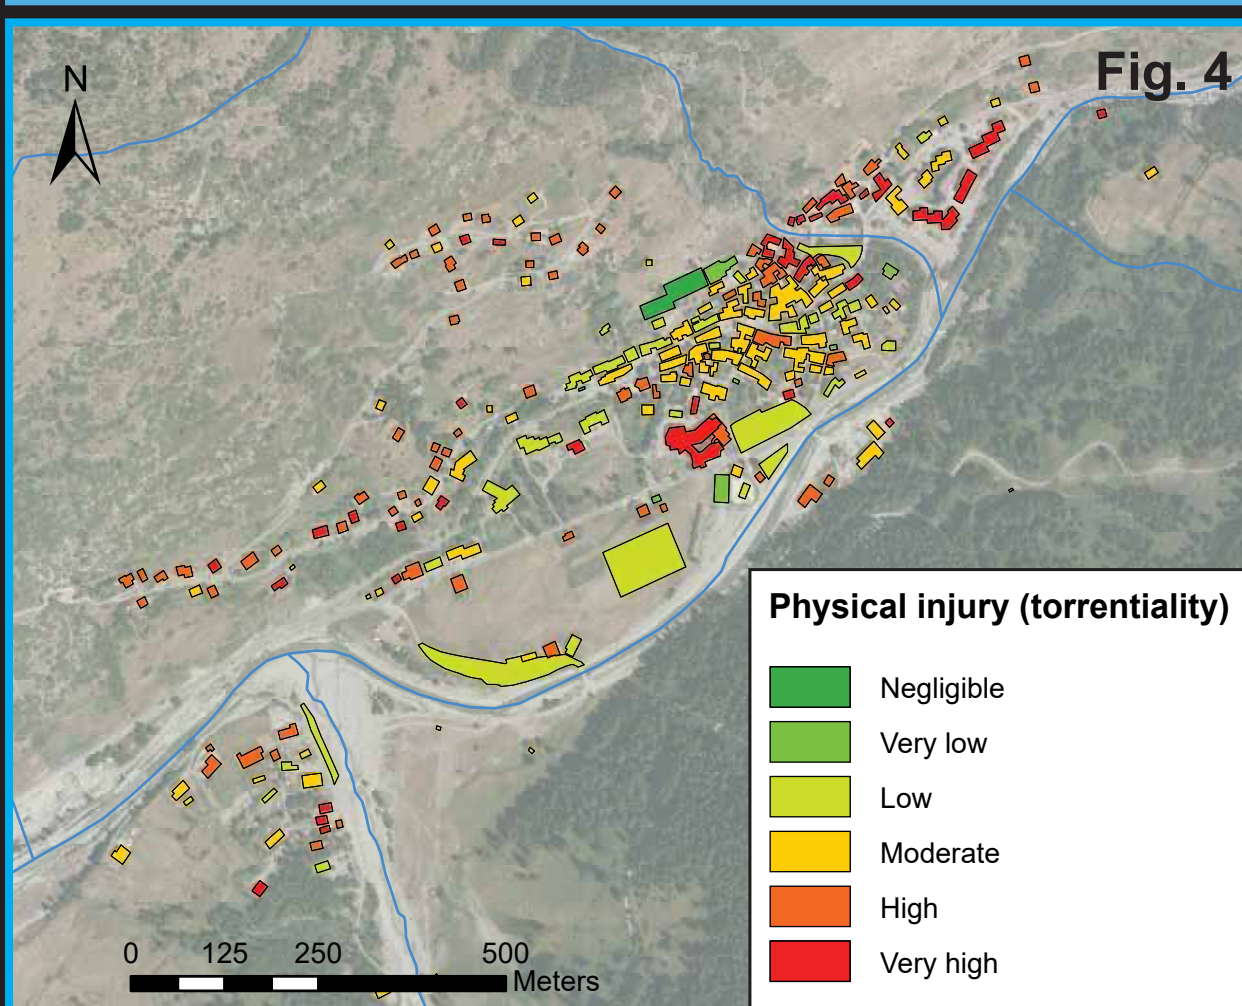 Fig. 4
N
Physical injury (torrentiality)
Negligible
Very low
Low
Moderate
High
Very high
0 125 250 500
Meters